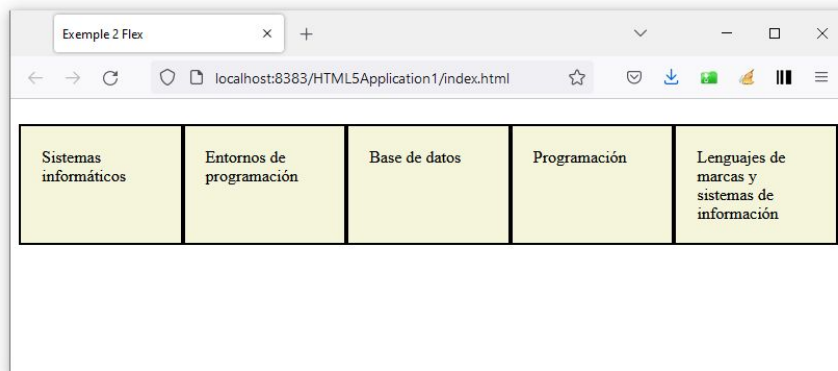 Exemple 2 Flex
localhost:8383/HTML5Application1/index.html
Sistemas
informáticos
Entornos de
programación
Base de datos
Programación
Lenguajes de
marcas y
sistemas de
información